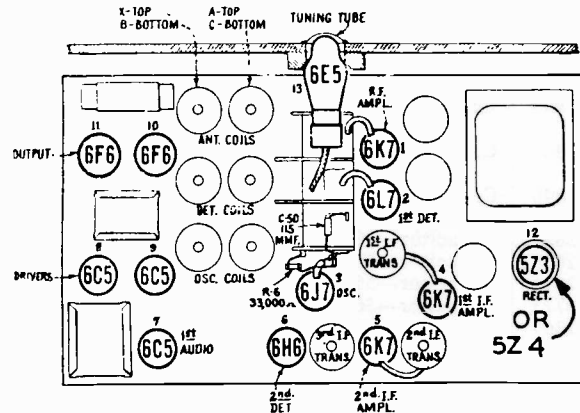 X-TOP
B-BOTTOM
A-TOP
C-BOTTOM
TUNING TUBE
6E5
13
R.F.
AMPL.
11
10
ANT. COILS
6K7
1
OUTPUT
6F6
6F6
6L7
2
1st DET.
DET. COILS
C-50
115
MMF.
8
9
OSC. COILS
1st I.F
TRANS
12
DRIVERS
6C5
6C5
R-6
33,000Ω
3
6J7
OSC.
4
6K7
1st I.F.
AMPL.
5Z3
RECT.
OR
5Z4
7
6C5
1st
AUDIO
6
6H6
3rd I.F.
TRANS.
5
6K7
2nd I.F
TRANS.
2nd.
DET
2nd. I.F.
AMPL.